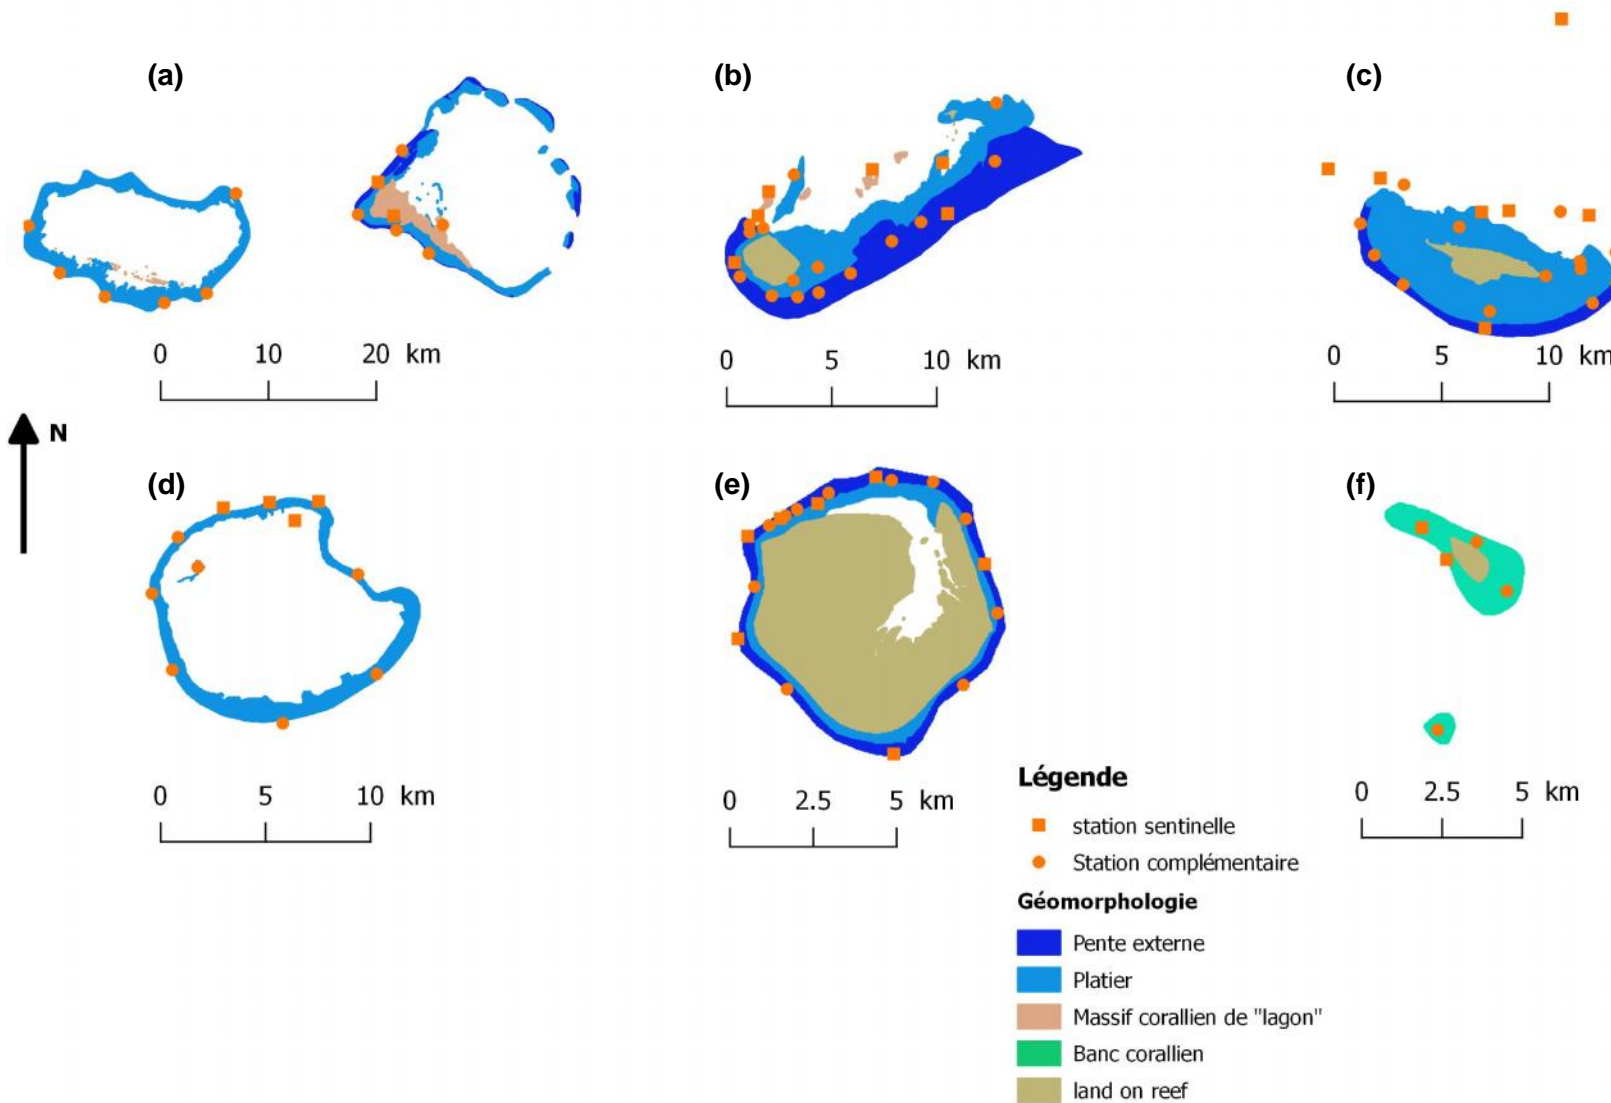 (a)
(b)
(c)
0 10 20 km
0 5 10 km
0 5 10 km
N
(d)
(e)
(f)
0 5 10 km
0 2.5 5 km
0 2.5 5 km
Légende
station sentinelle
Station complémentaire
Géomorphologie
Pente externe
Platier
Massif corallien de "lagon"
Banc corallien
land on reef